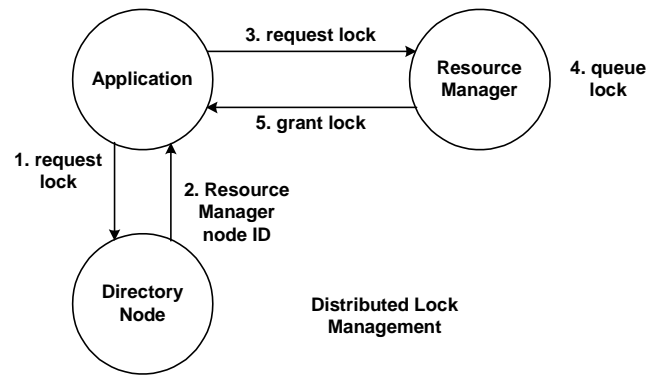 3. request lock
Application
Resource
Manager
4. queue
lock
5. grant lock
1. request
lock
2. Resource
Manager
node ID
Directory
Node
Distributed Lock
Management